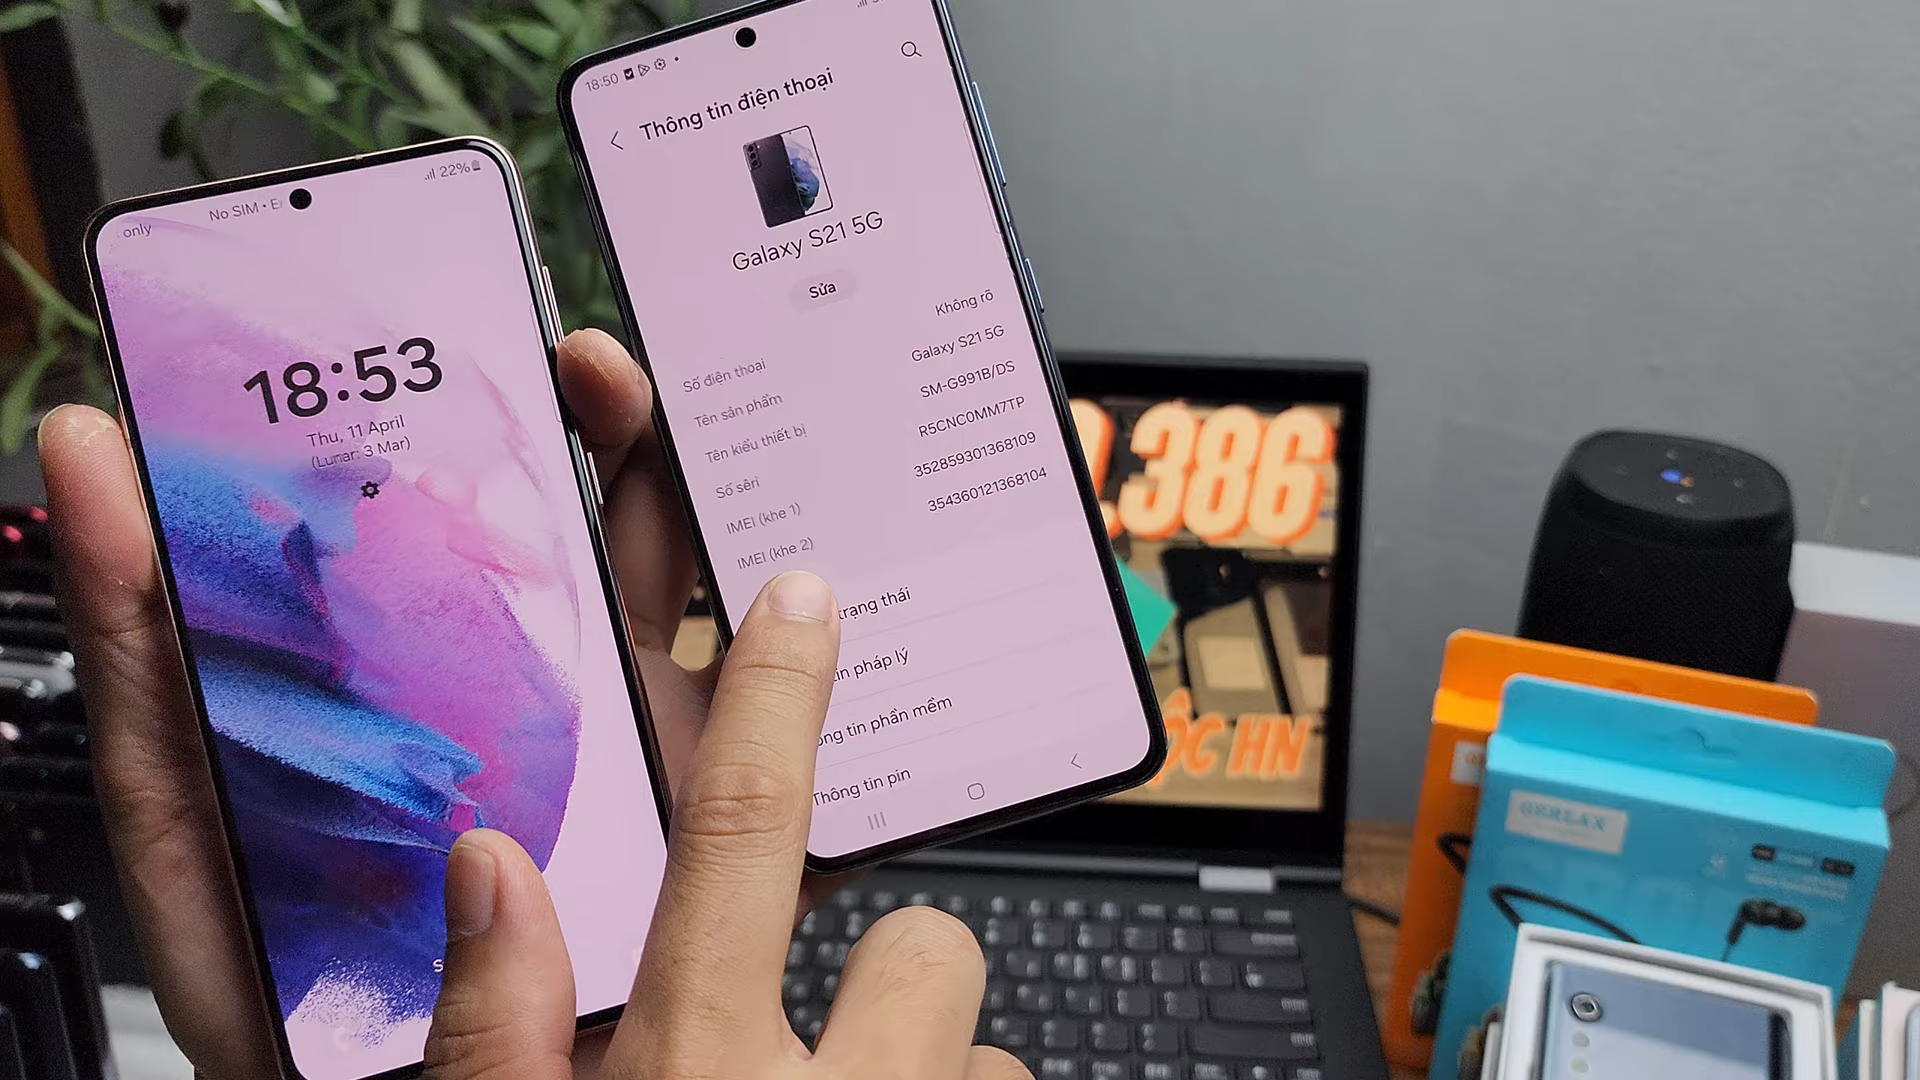 No SIM • E
only
22%
18:53
Thu, 11 April
(Lunar: 3 Mar)
18:50
Thông tin điện thoại
Galaxy S21 5G
Sửa
Số điện thoại Không rõ
Tên sản phẩm Galaxy S21 5G
Tên kiểu thiết bị SM-G991B/DS
Số sêri R5CNC0MM7TP
IMEI (khe 1) 352859301368109
IMEI (khe 2) 354360121368104
trạng thái
tin pháp lý
ông tin phần mềm
Thông tin pin
.386
ỘC HN
GERLAX